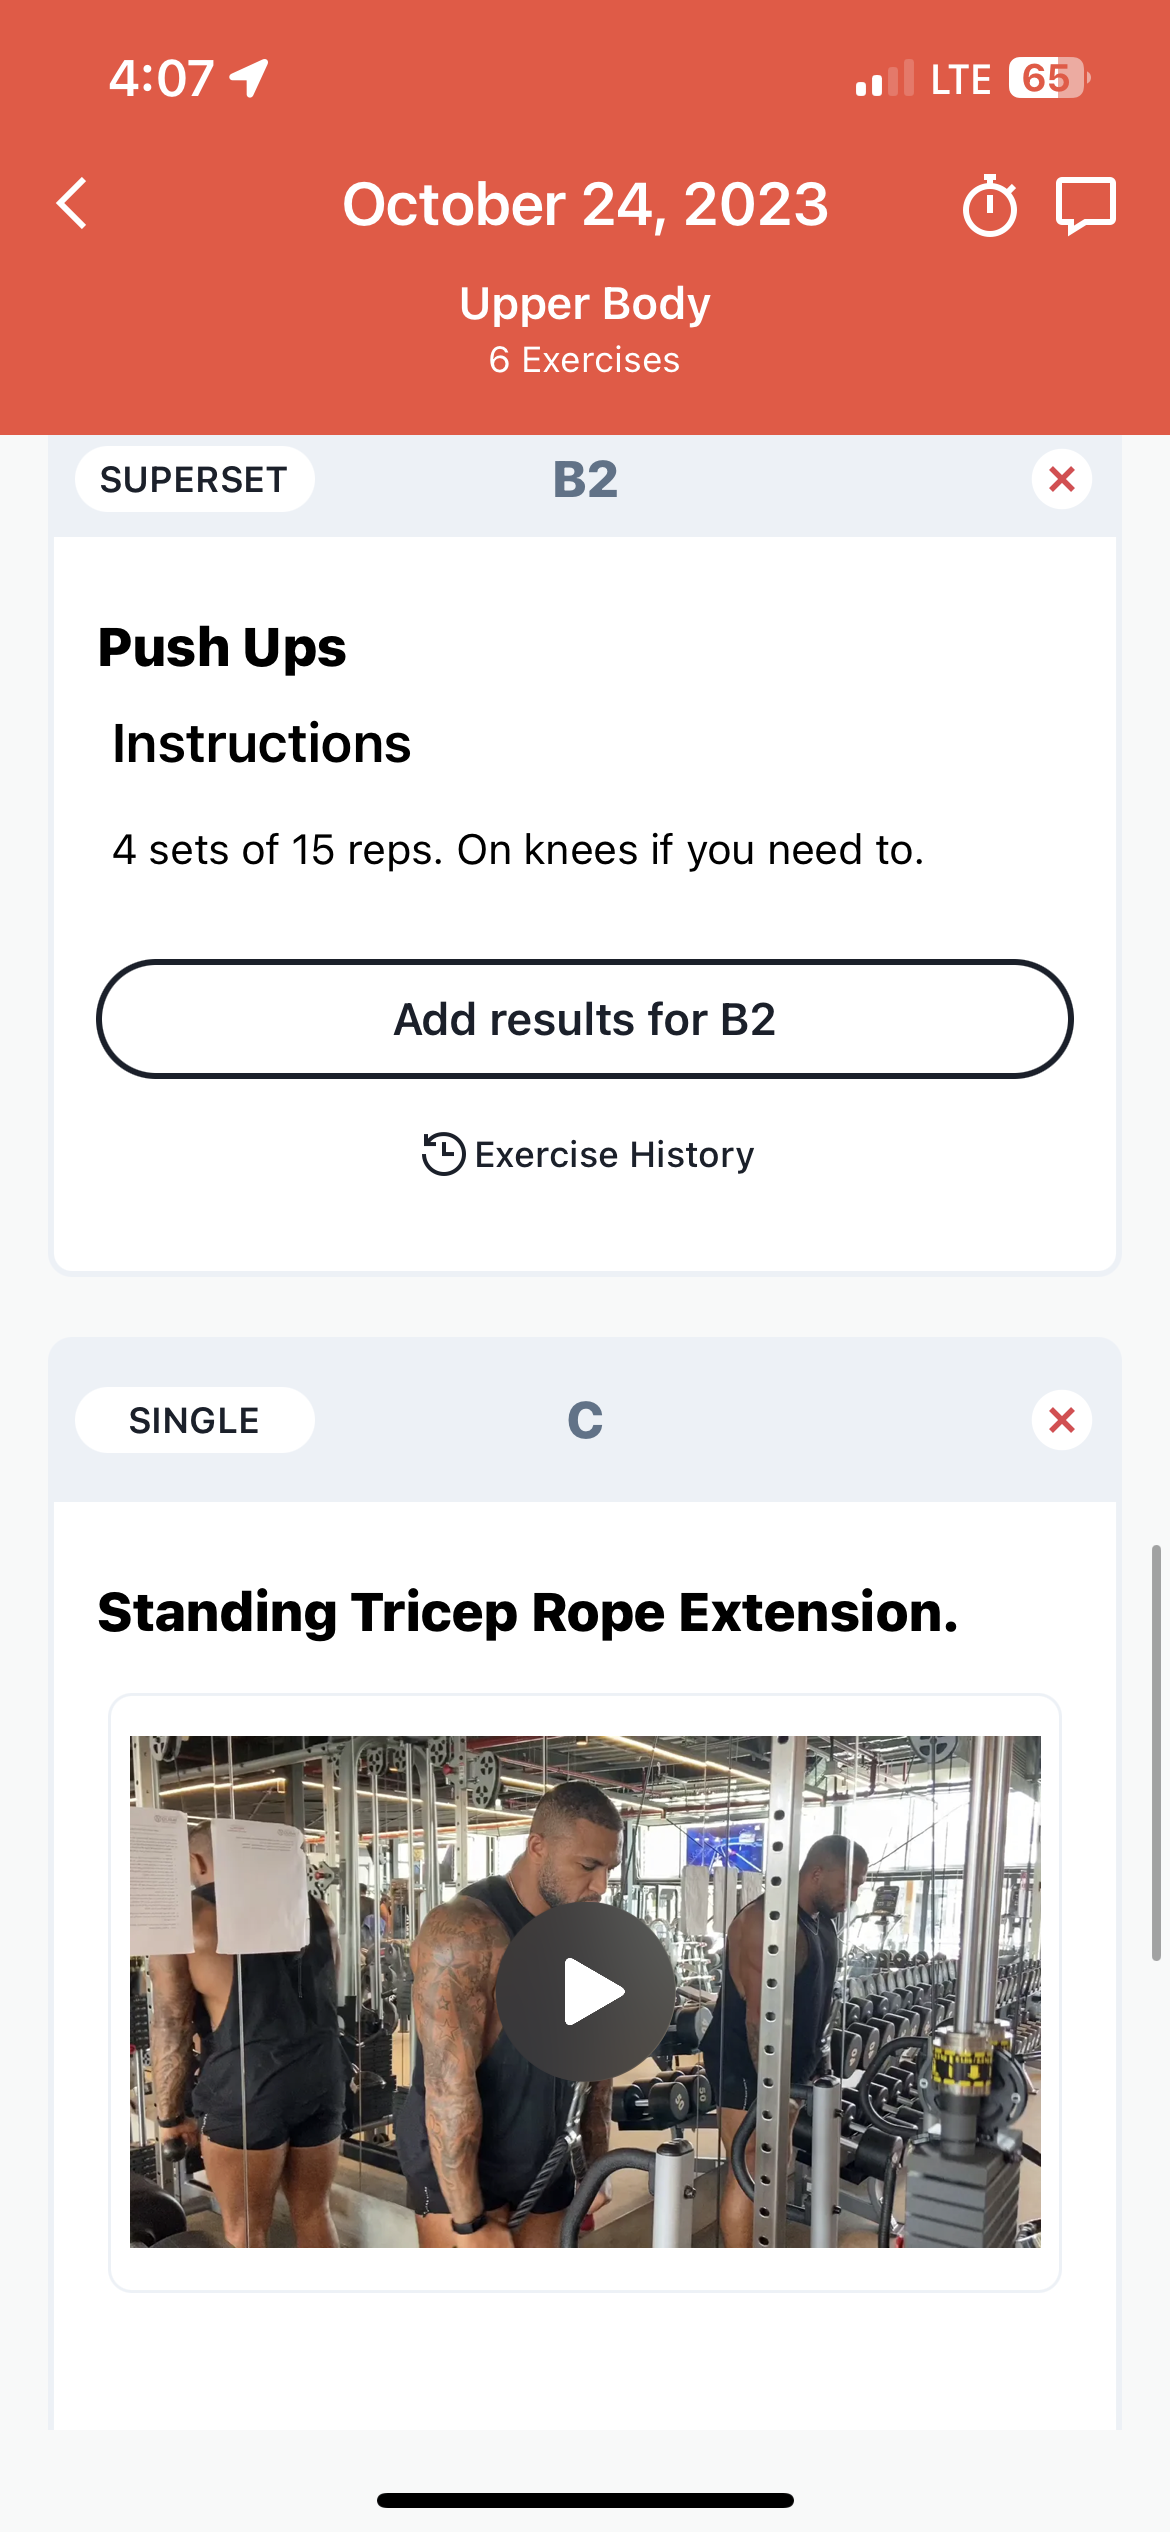 4:07
LTE 65
October 24, 2023
Upper Body
6 Exercises
SUPERSET
B2
Push Ups
Instructions
4 sets of 15 reps. On knees if you need to.
Add results for B2
Exercise History
SINGLE
C
Standing Tricep Rope Extension.
50
50